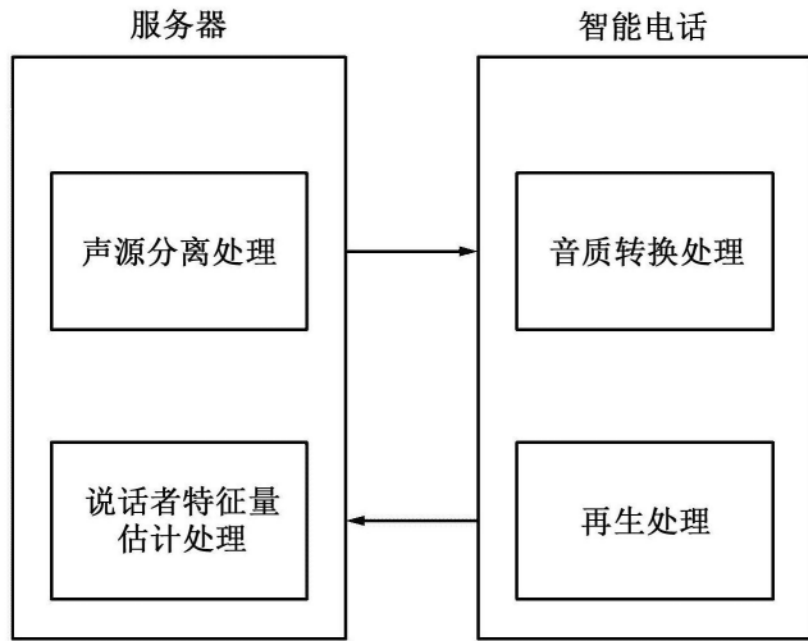 服务器
智能电话
声源分离处理
音质转换处理
说话者特征量
估计处理
再生处理